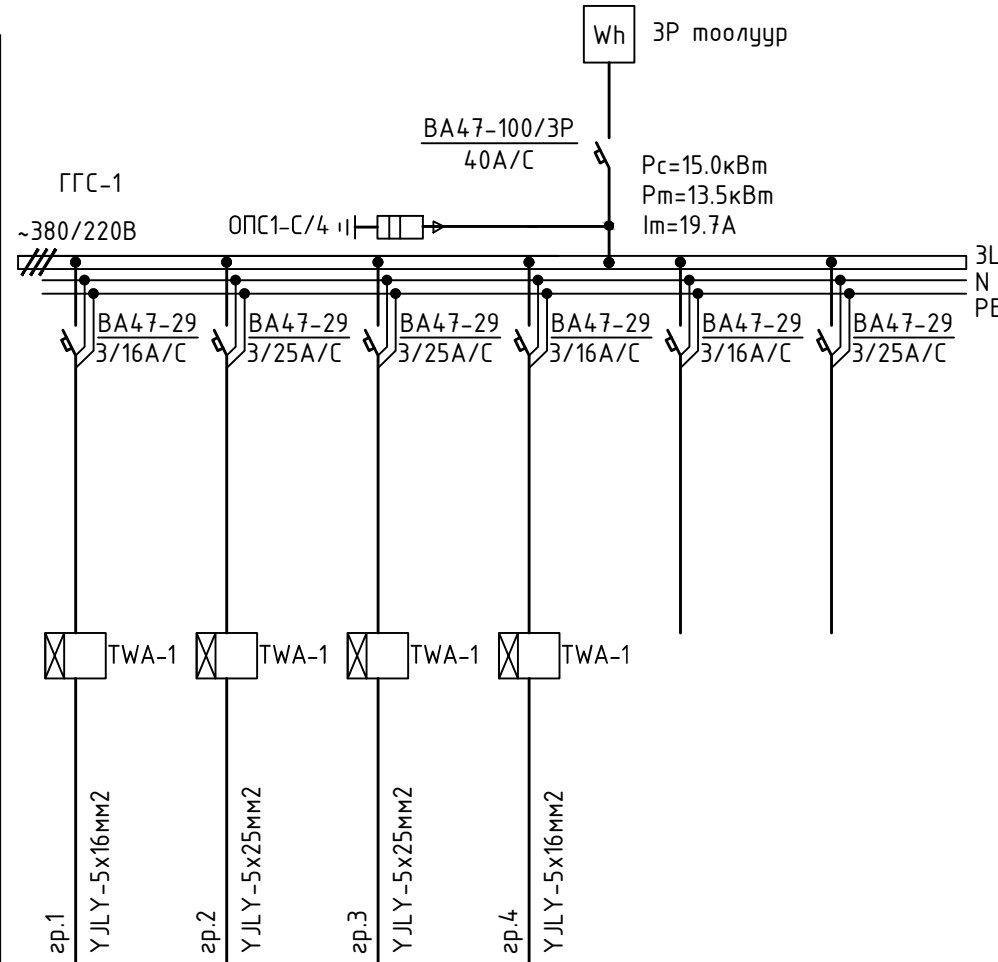 Wh
3P тоолуур
BA47-100/3P
40A/C
Pc=15.0кВт
Pт=13.5кВт
Iт=19.7A
ГГС-1
~380/220В
ОПС1-С/4
3L
N
PE
BA47-29
3/16A/C
BA47-29
3/25A/C
BA47-29
3/25A/C
BA47-29
3/16A/C
BA47-29
3/16A/C
BA47-29
3/25A/C
TWA-1
TWA-1
TWA-1
TWA-1
гр.1
YJLY-5x16мм2
гр.2
YJLY-5x25мм2
гр.3
YJLY-5x25мм2
гр.4
YJLY-5x16мм2